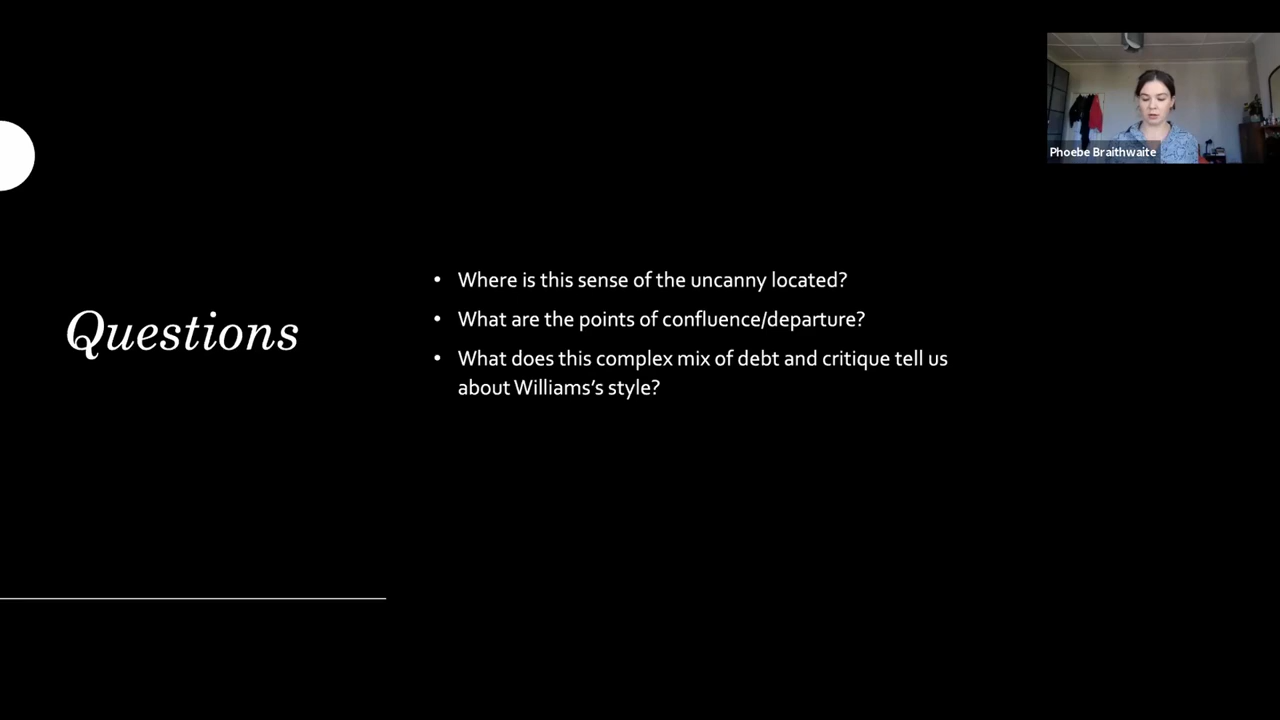 Phoebe Braithwaite
Questions
• Where is this sense of the uncanny located?
• What are the points of confluence/departure?
• What does this complex mix of debt and critique tell us
about Williams’s style?